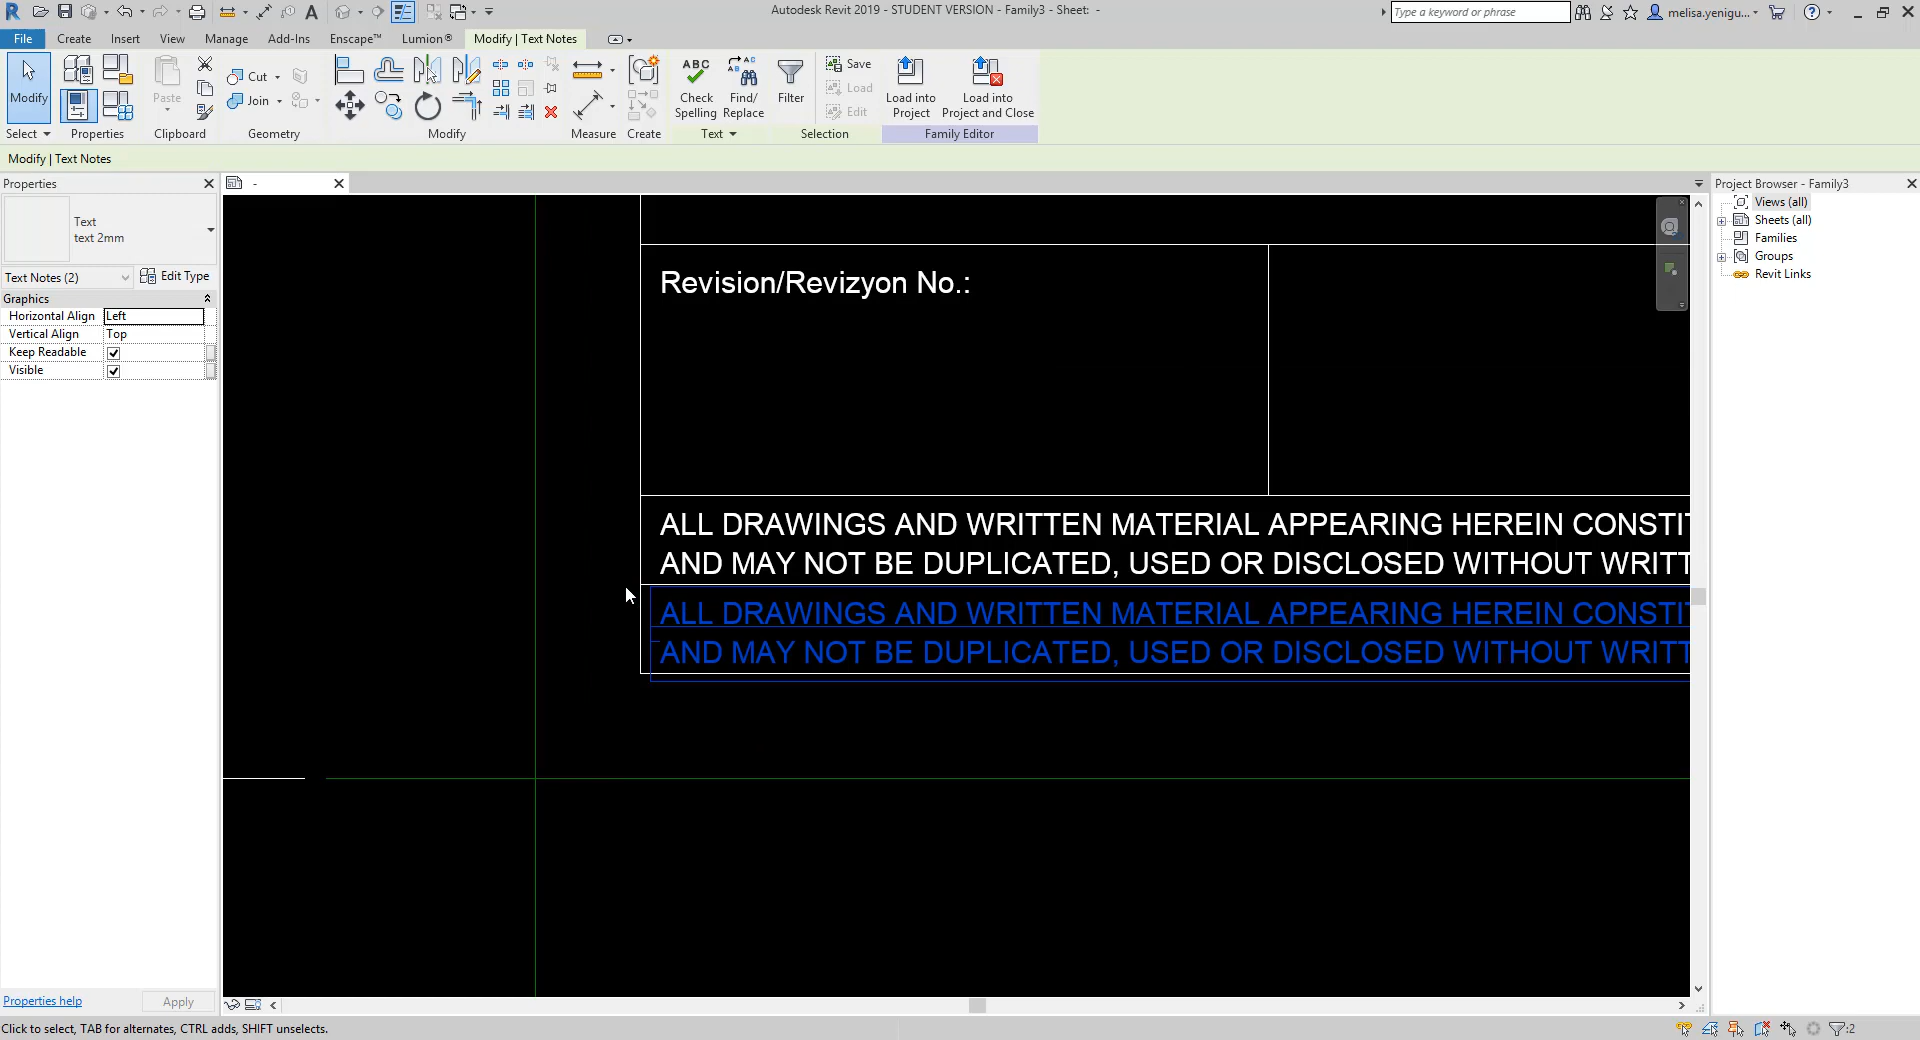 Autodesk Revit 2019 - STUDENT VERSION - Family3 - Sheet: -
Type a keyword or phrase
melisa.yenigu...
File Create Insert View Manage Add-Ins Enscape™ Lumion® Modify | Text Notes
Modify
Paste
Cut
Join
ABC
Check Spelling
Find/ Replace
Filter
Save
Load
Edit
Load into Project
Load into Project and Close
Select Properties Clipboard Geometry Modify Measure Create Text Selection Family Editor
Modify | Text Notes
Properties
-
Project Browser - Family3
Text
text 2mm
Text Notes (2)
Edit Type
Graphics
Horizontal Align Left
Vertical Align Top
Keep Readable
Visible
Views (all)
Sheets (all)
Families
Groups
Revit Links
Revision/Revizyon No.:
ALL DRAWINGS AND WRITTEN MATERIAL APPEARING HEREIN CONSTIT
AND MAY NOT BE DUPLICATED, USED OR DISCLOSED WITHOUT WRITT
ALL DRAWINGS AND WRITTEN MATERIAL APPEARING HEREIN CONSTIT
AND MAY NOT BE DUPLICATED, USED OR DISCLOSED WITHOUT WRITT
Properties help
Apply
Click to select, TAB for alternates, CTRL adds, SHIFT unselects.
:2